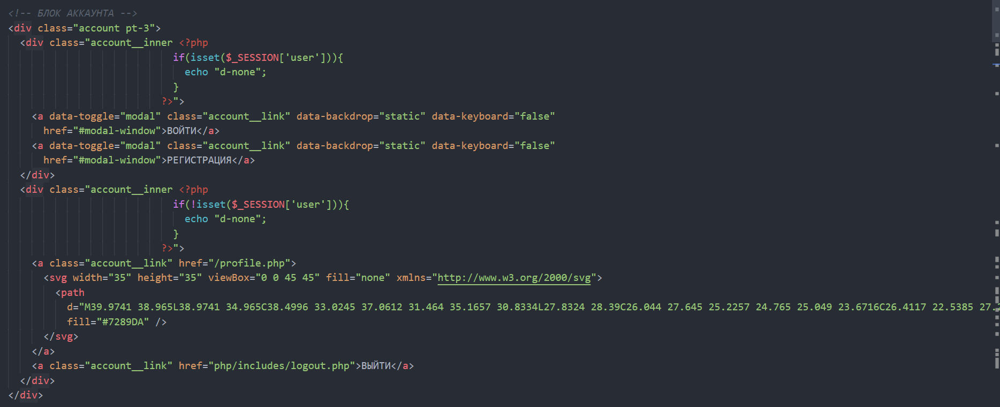 <!-- БЛОК АККАУНТА -->
<div class="account pt-3">
<div class="account__inner <?php
if(isset($_SESSION['user'])){
echo "d-none";
}
?>">
<a data-toggle="modal" class="account__link" data-backdrop="static" data-keyboard="false"
href="#modal-window">ВОЙТИ</a>
<a data-toggle="modal" class="account__link" data-backdrop="static" data-keyboard="false"
href="#modal-window">РЕГИСТРАЦИЯ</a>
</div>
<div class="account__inner <?php
if(!isset($_SESSION['user'])){
echo "d-none";
}
?>">
<a class="account__link" href="/profile.php">
<svg width="35" height="35" viewBox="0 0 45 45" fill="none" xmlns="http://www.w3.org/2000/svg">
<path
d="M39.9741 38.965L38.9741 34.965C38.4996 33.0245 37.0612 31.464 35.1657 30.8334L27.8324 28.39C26.044 27.645 25.2257 24.765 25.049 23.6716C26.4117 22.5385 27.
fill="#7289DA" />
</svg>
</a>
<a class="account__link" href="php/includes/logout.php">ВЫЙТИ</a>
</div>
</div>